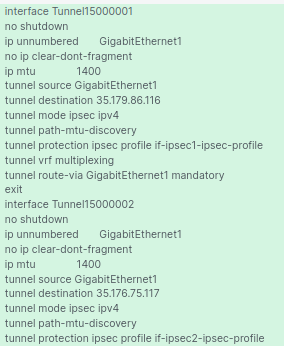 interface Tunnel15000001
no shutdown
ip unnumbered GigabitEthernet1
no ip clear-dont-fragment
ip mtu 1400
tunnel source GigabitEthernet1
tunnel destination 35.179.86.116
tunnel mode ipsec ipv4
tunnel path-mtu-discovery
tunnel protection ipsec profile if-ipsec1-ipsec-profile
tunnel vrf multiplexing
tunnel route-via GigabitEthernet1 mandatory
exit
interface Tunnel15000002
no shutdown
ip unnumbered GigabitEthernet1
no ip clear-dont-fragment
ip mtu 1400
tunnel source GigabitEthernet1
tunnel destination 35.176.75.117
tunnel mode ipsec ipv4
tunnel path-mtu-discovery
tunnel protection ipsec profile if-ipsec2-ipsec-profile